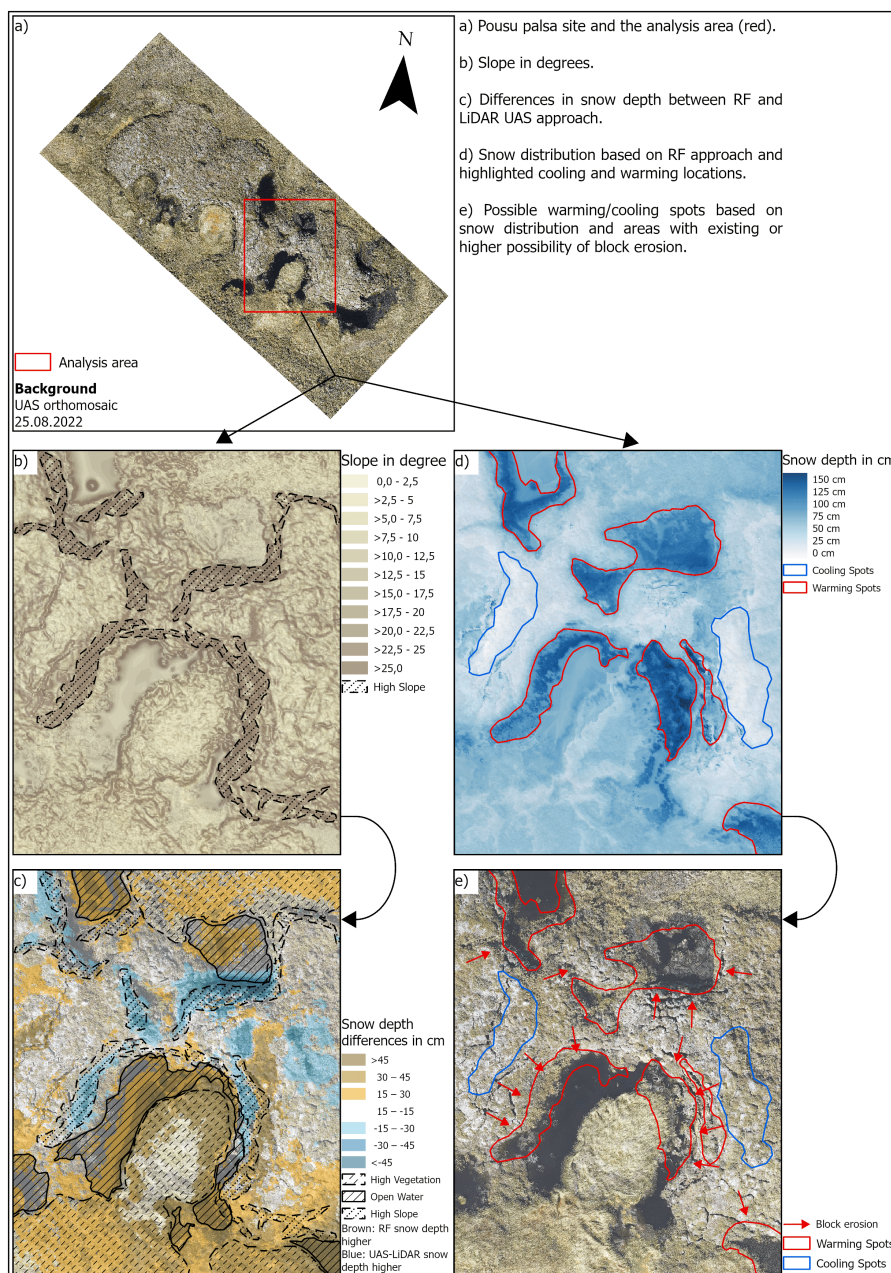 a)
N
Analysis area
Background
UAS orthomosaic
25.08.2022
a) Pousu palsa site and the analysis area (red).
b) Slope in degrees.
c) Differences in snow depth between RF and
LiDAR UAS approach.
d) Snow distribution based on RF approach and
highlighted cooling and warming locations.
e) Possible warming/cooling spots based on
snow distribution and areas with existing or
higher possibility of block erosion.
b)
Slope in degree
0,0 - 2,5
>2,5 - 5
>5,0 - 7,5
>7,5 - 10
>10,0 - 12,5
>12,5 - 15
>15,0 - 17,5
>17,5 - 20
>20,0 - 22,5
>22,5 - 25
>25,0
High Slope
d)
Snow depth in cm
150 cm
125 cm
100 cm
75 cm
50 cm
25 cm
0 cm
Cooling Spots
Warming Spots
c)
Snow depth
differences in cm
>45
30 – 45
15 – 30
15 – -15
-15 – -30
-30 – -45
<-45
High Vegetation
Open Water
High Slope
Brown: RF snow depth
higher
Blue: UAS-LiDAR snow
depth higher
e)
Block erosion
Warming Spots
Cooling Spots